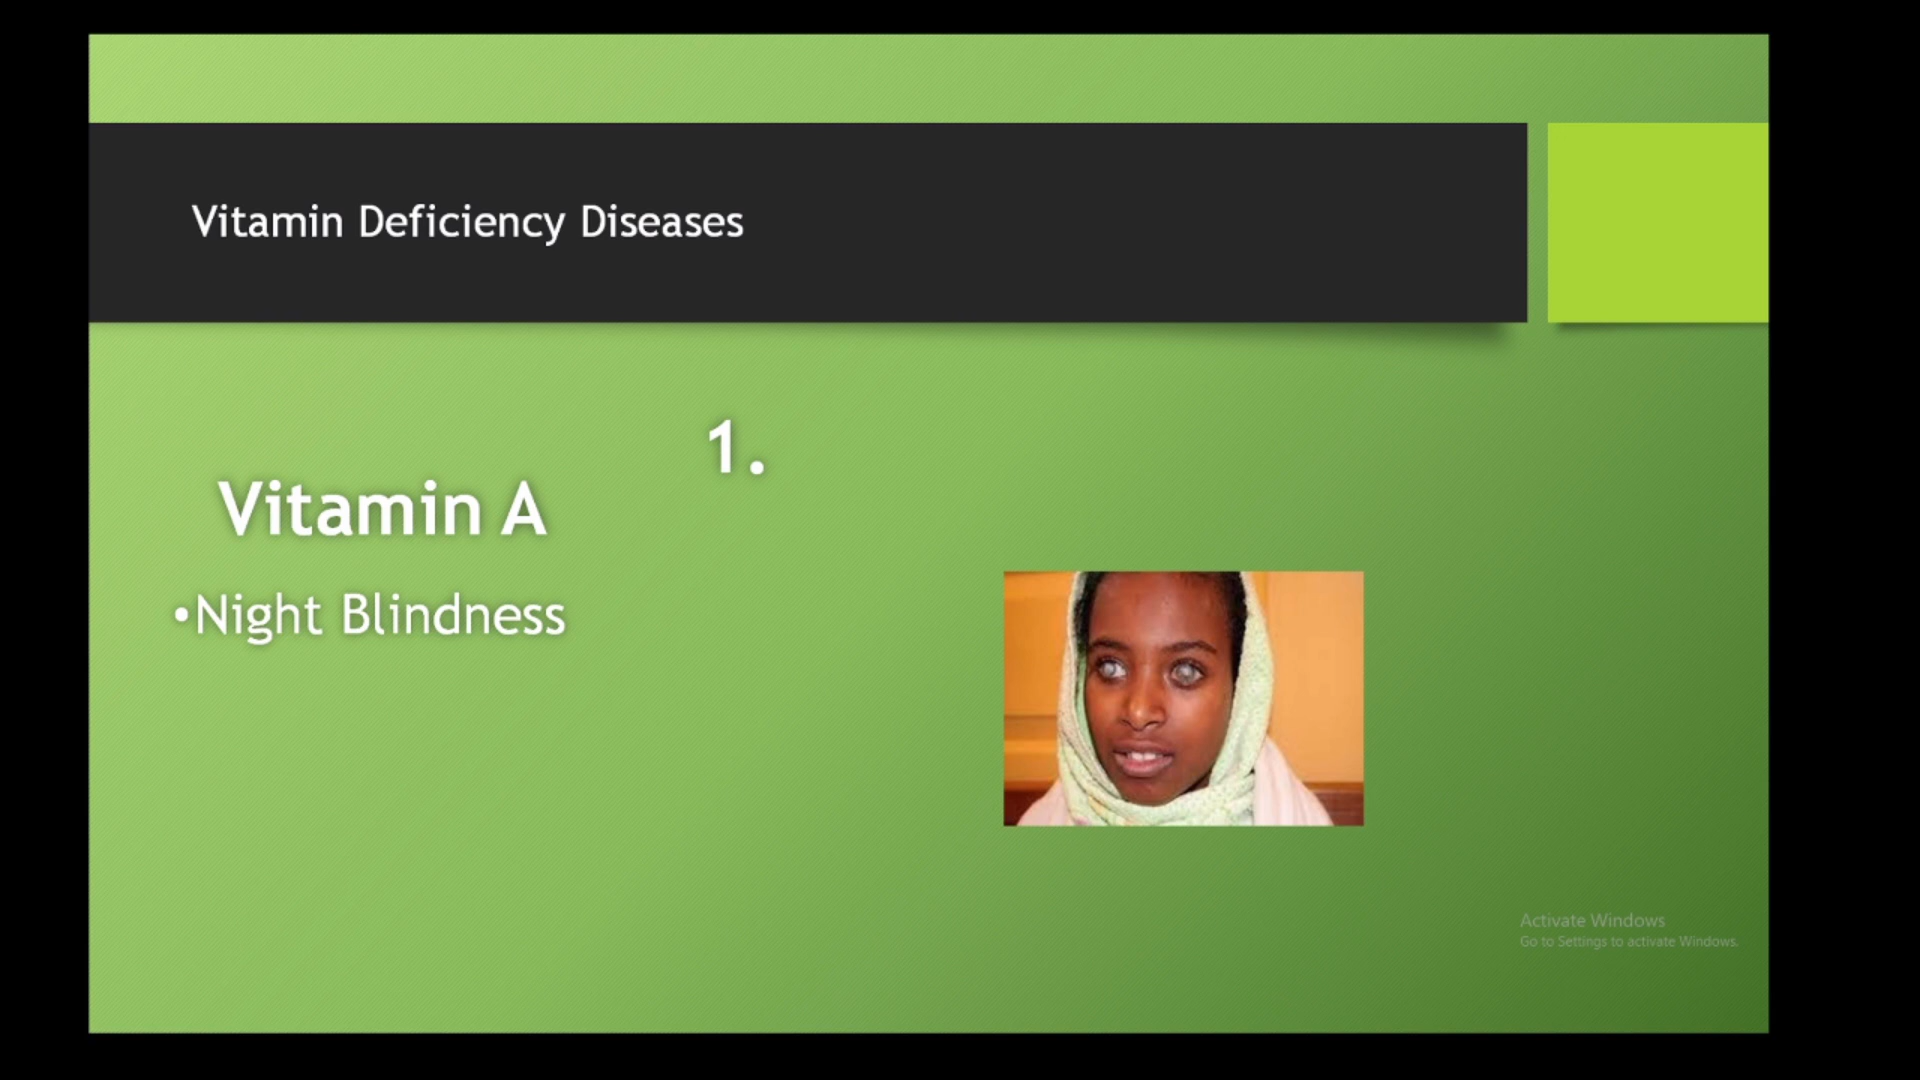 Vitamin Deficiency Diseases
1.
Vitamin A
•Night Blindness
Activate Windows
Go to Settings to activate Windows.